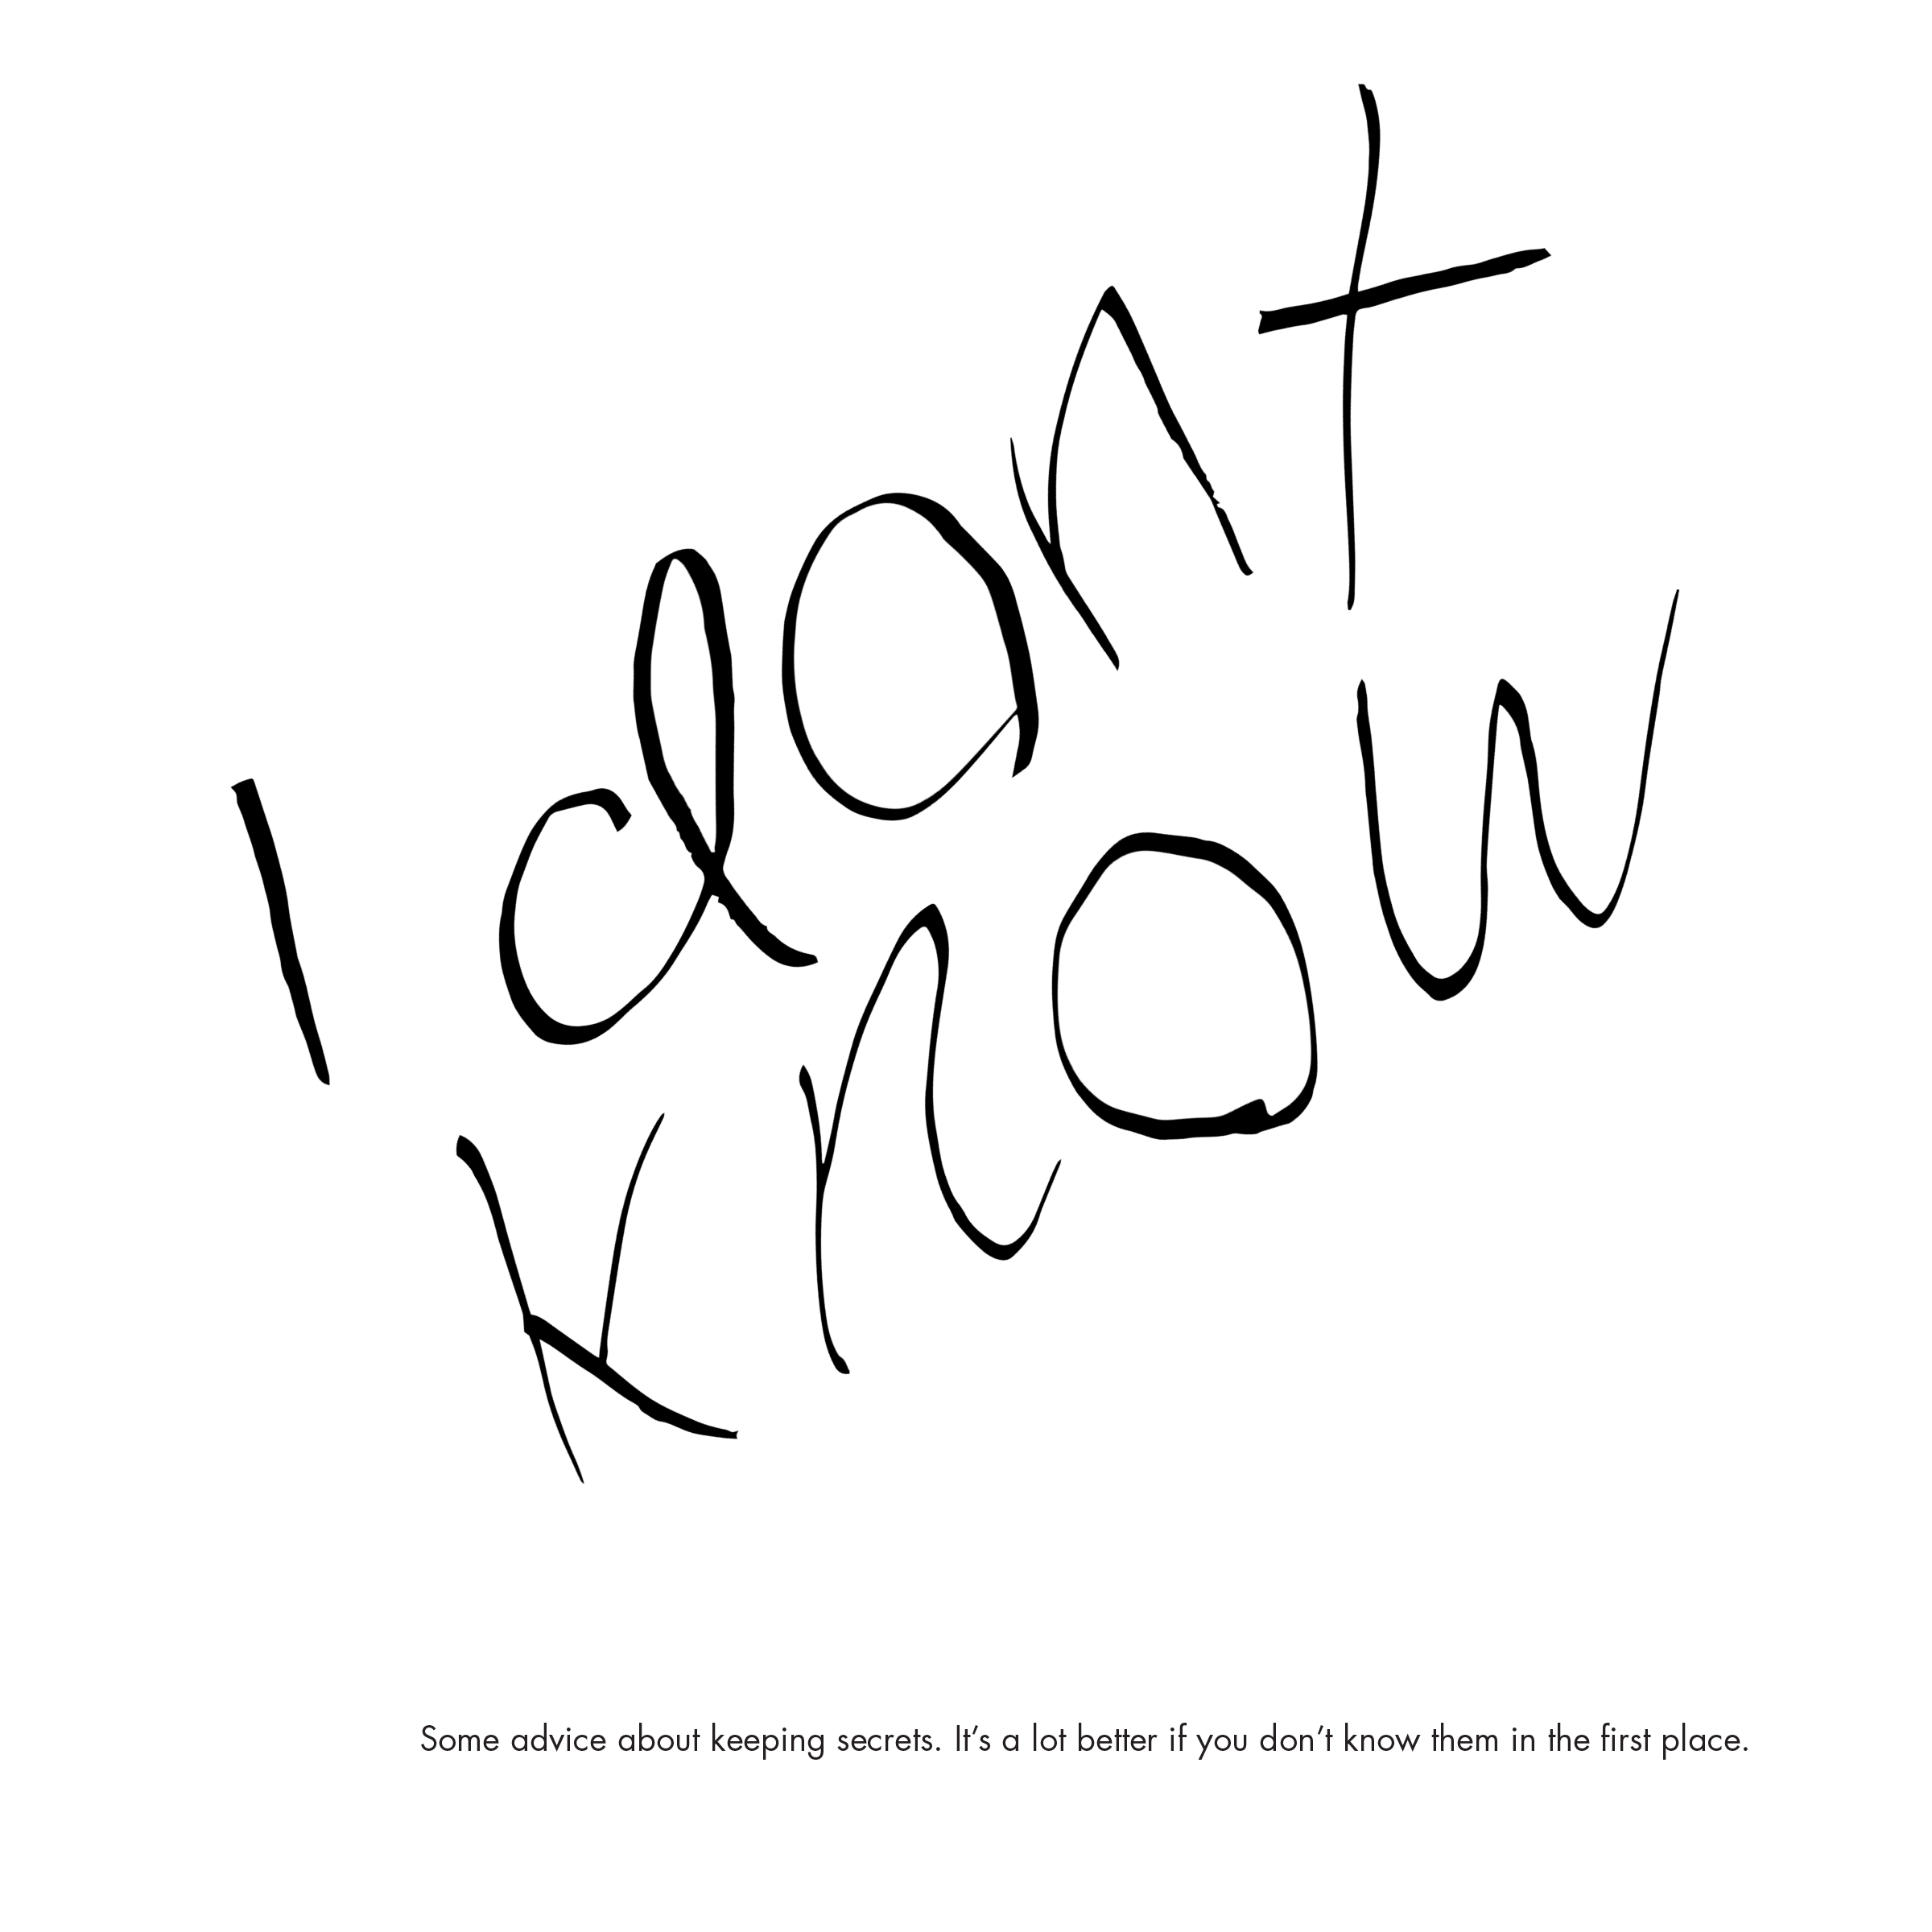 I dont
Know
Some advice about keeping secrets. It’s a lot better if you don’t know them in the first place.